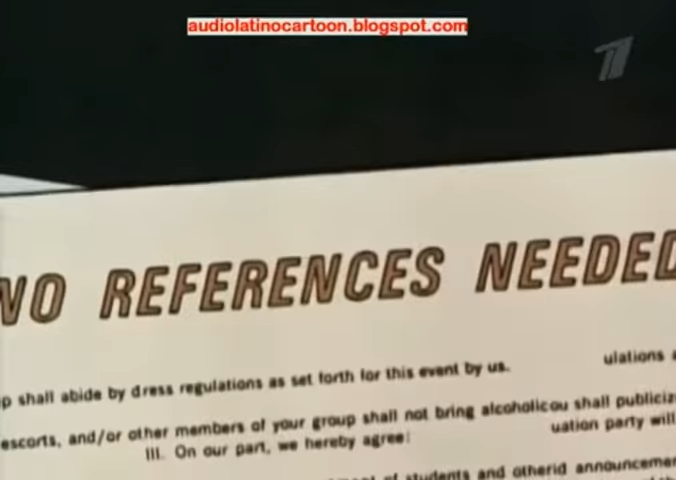 audiolatinocartoon.blogspot.com
NO REFERENCES NEEDED
shall abide by dress regulations as set forth for this event by us. ulations
escorts, and/or other members of your group shall not bring alcoholicou shall publiciz
III. On our part, we hereby agree: uation party will
of students and otherid announcemen